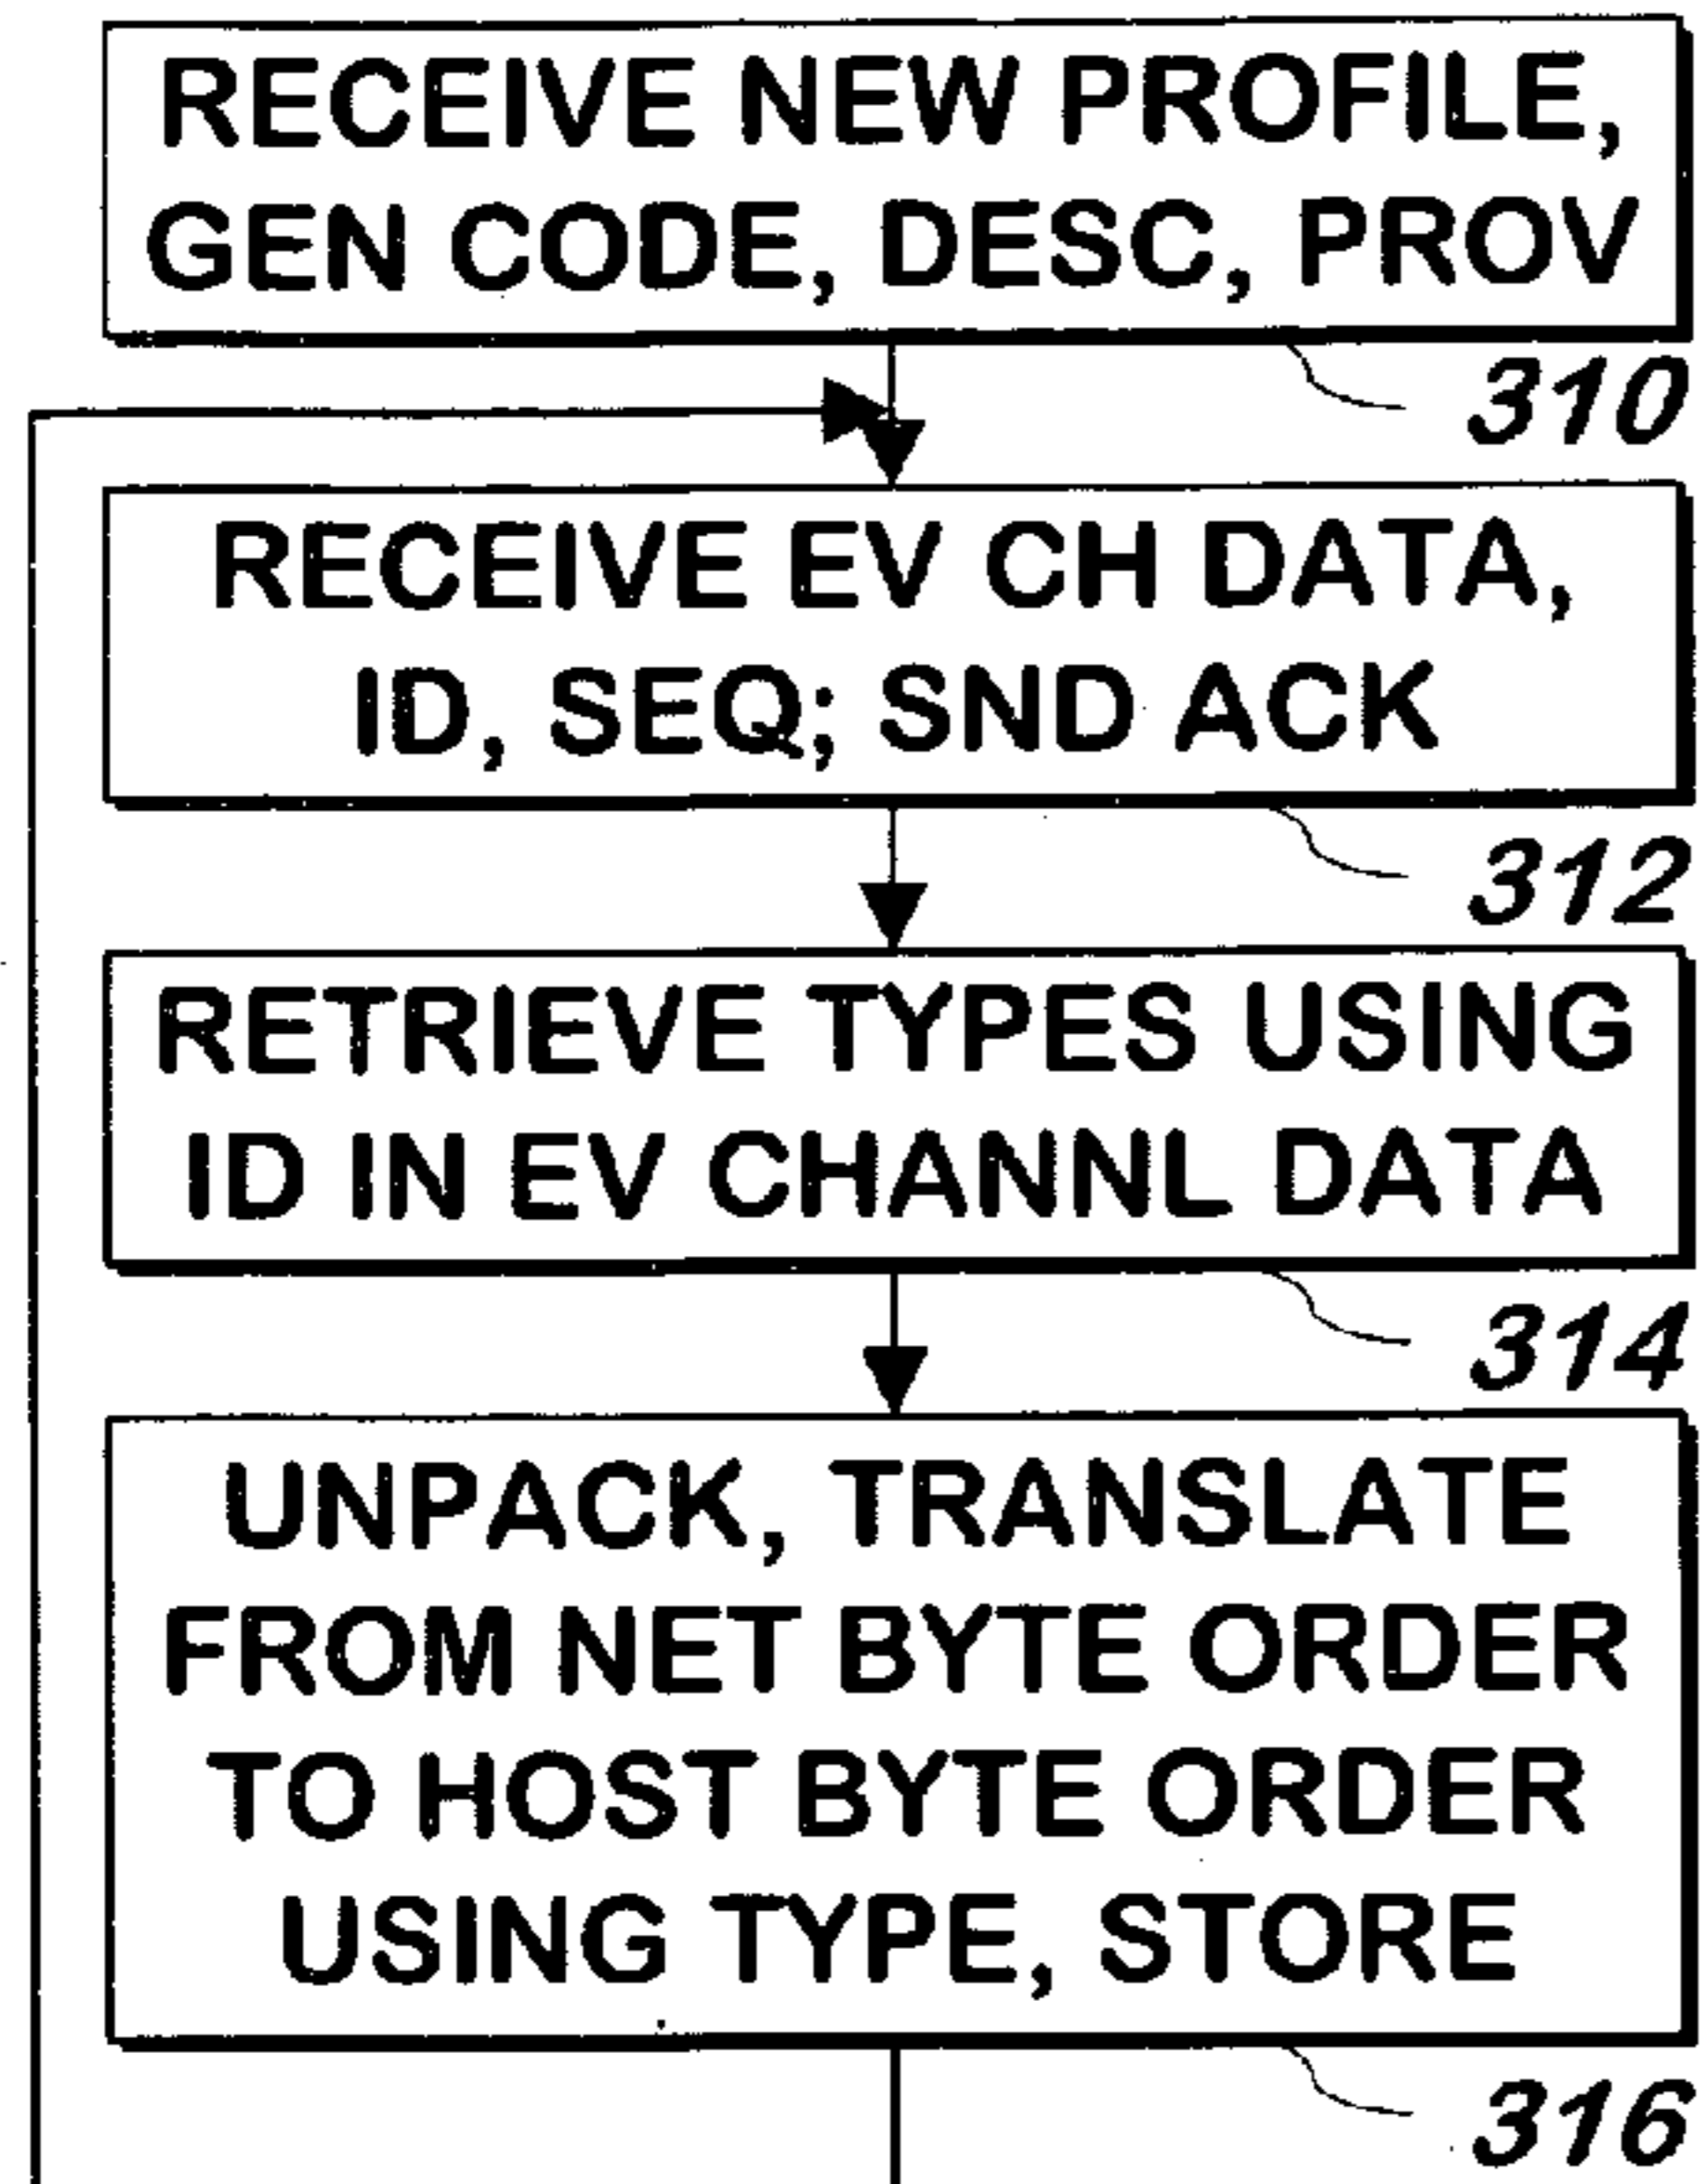 RECEIVE NEW PROFILE,
GEN CODE, DESC, PROV
310
RECEIVE EV CH DATA,
ID, SEQ; SND ACK
312
RETRIEVE TYPES USING
ID IN EV CHANNL DATA
314
UNPACK, TRANSLATE
FROM NET BYTE ORDER
TO HOST BYTE ORDER
USING TYPE, STORE
316